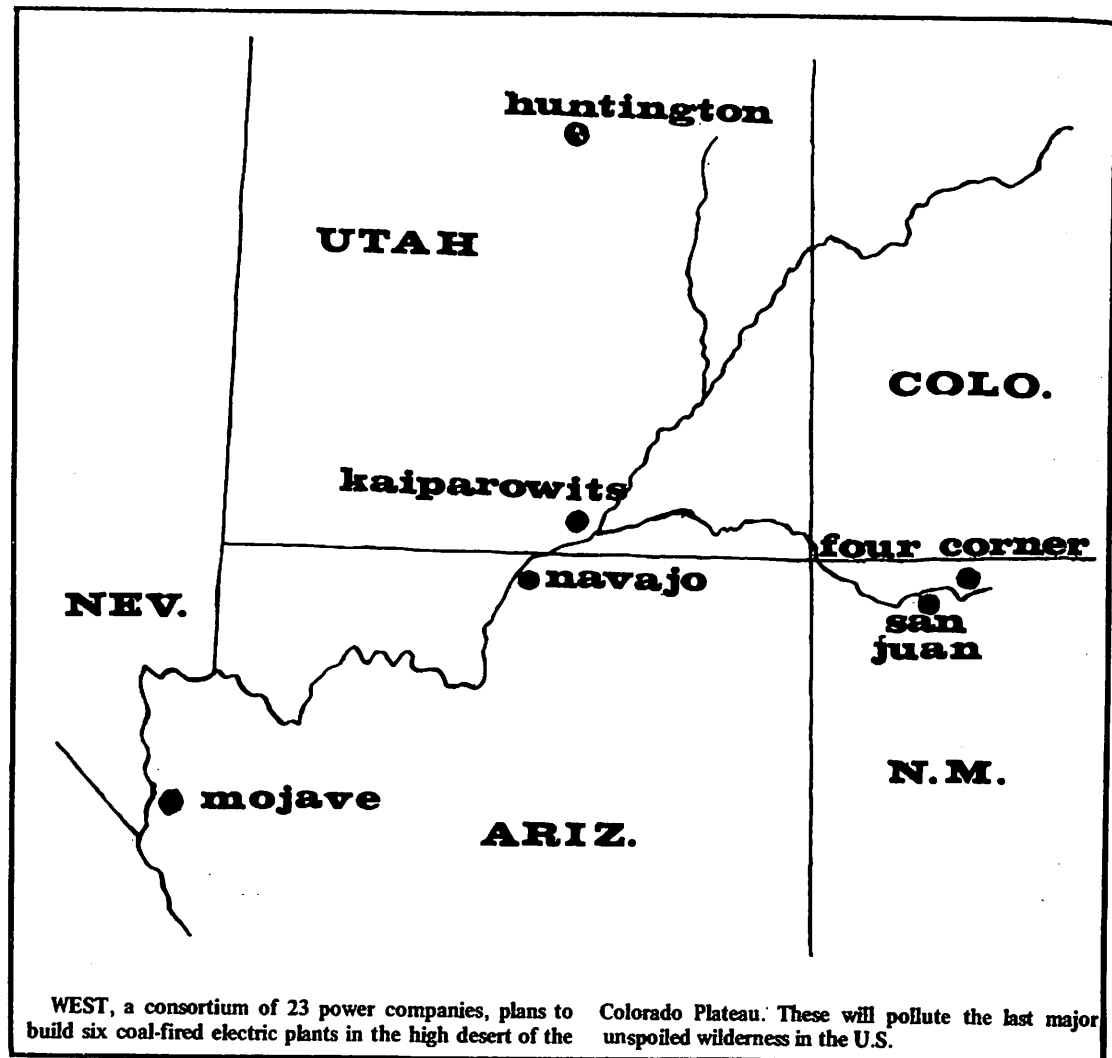 huntington
UTAH
COLO.
kaiparowits
four corner
navajo
NEV.
san
juan
N.M.
mojave
ARIZ.
WEST, a consortium of 23 power companies, plans to
build six coal-fired electric plants in the high desert of the
Colorado Plateau. These will pollute the last major
unspoiled wilderness in the U.S.